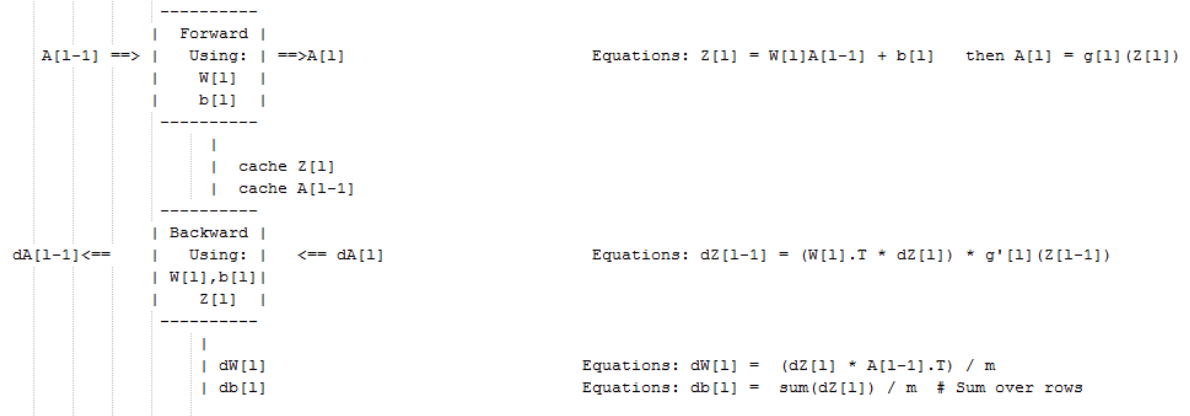 ----------
| Forward |
A[l-1] ==> | Using: | ==>A[l] Equations: Z[l] = W[l]A[l-1] + b[l] then A[l] = g[l](Z[l])
| W[l] |
| b[l] |
----------
|
| cache Z[l]
| cache A[l-1]
----------
| Backward |
dA[l-1]<== | Using: | <== dA[l] Equations: dZ[l-1] = (W[l].T * dZ[l]) * g'[l](Z[l-1])
| W[l],b[l]|
| Z[l] |
----------
|
| dW[l] Equations: dW[l] = (dZ[l] * A[l-1].T) / m
| db[l] Equations: db[l] = sum(dZ[l]) / m # Sum over rows